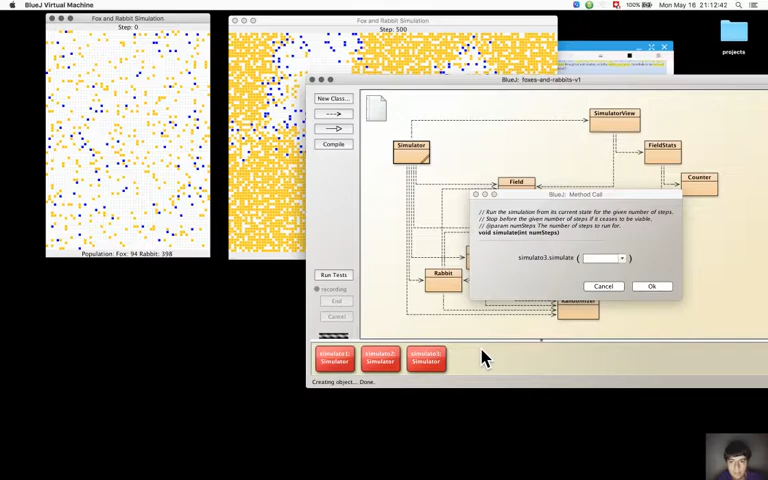 BlueJ Virtual Machine
100%
Mon May 16 21:12:42
projects
Fox and Rabbit Simulation
Step: 0
Population: Fox: 94 Rabbit: 398
Fox and Rabbit Simulation
Step: 500
BlueJ: foxes-and-rabbits-v1
New Class...
Compile
Run Tests
recording
End
Cancel
Simulator
SimulatorView
FieldStats
Counter
Field
Rabbit
Randomizer
BlueJ: Method Call
// Run the simulation from its current state for the given number of steps.
// Stop before the given number of steps if it ceases to be viable.
// @param numSteps The number of steps to run for.
void simulate(int numSteps)
simulato3.simulate ( )
Cancel
Ok
simulato1:
Simulator
simulato2:
Simulator
simulato3:
Simulator
Creating object... Done.